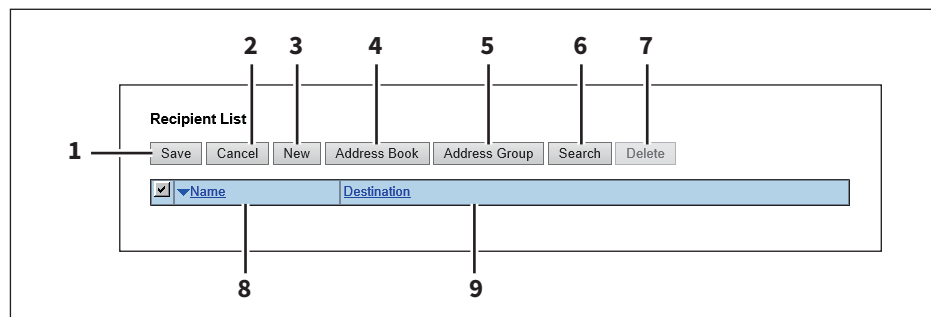 2 3 4 5 6 7
Recipient List
1 Save Cancel New Address Book Address Group Search Delete
Name Destination
8 9